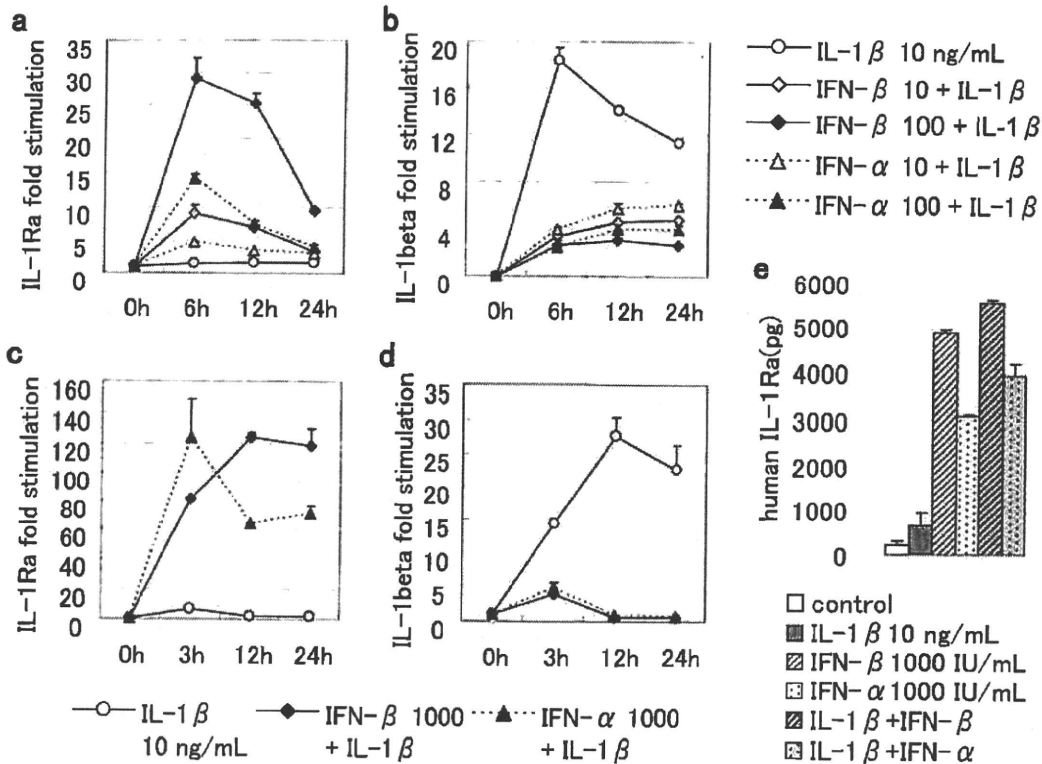 a
IL-1Ra fold stimulation
35
30
25
15
10
5
0
0h 6h 12h 24h
b
IL-1beta fold stimulation
20
16
12
8
4
0
0h 6h 12h 24h
IL-1β 10 ng/mL
IFN-β 10 + IL-1β
IFN-β 100 + IL-1β
IFN-α 10 + IL-1β
IFN-α 100 + IL-1β
c
IL-1Ra fold stimulation
160
140
120
100
80
60
40
20
0
0h 3h 12h 24h
d
IL-1beta fold stimulation
35
30
25
15
5
0
0h 3h 12h 24h
IL-1β
10 ng/mL
IFN-β 1000
+ IL-1β
IFN-α 1000
+ IL-1β
e
human IL-1Ra(pg)
6000
5000
4000
3000
2000
1000
0
control
IL-1β 10 ng/mL
IFN-β 1000 IU/mL
IFN-α 1000 IU/mL
IL-1β+IFN-β
IL-1β+IFN-α